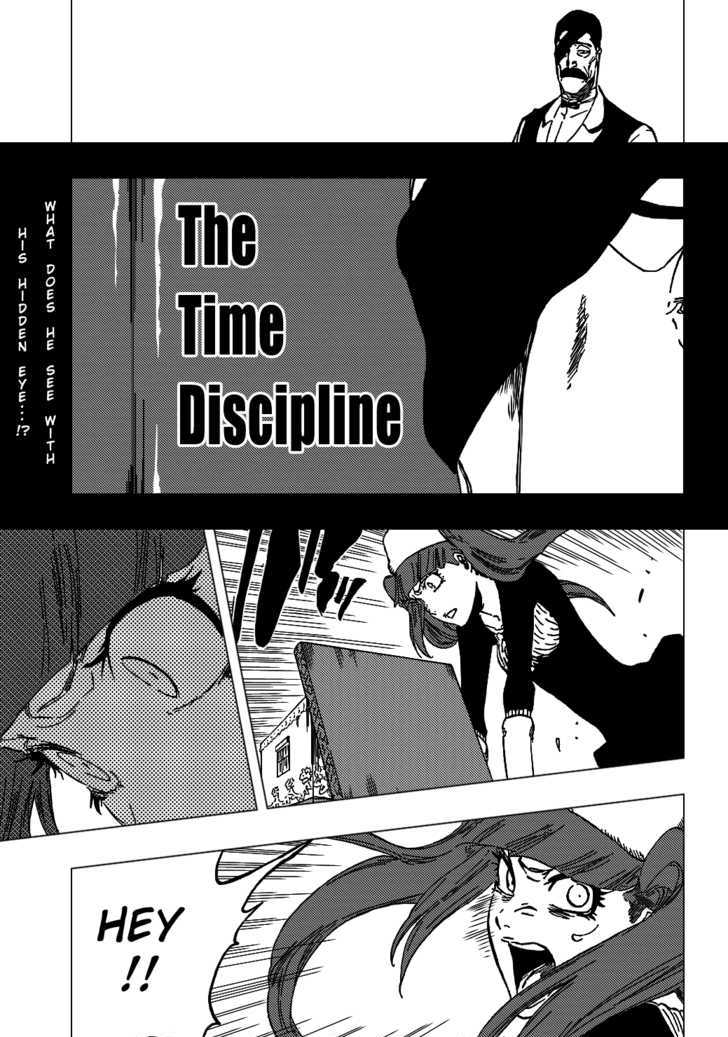 The
Time
Discipline
WHAT DOES HE SEE WITH
HIS HIDDEN EYE...!?
HEY
!!